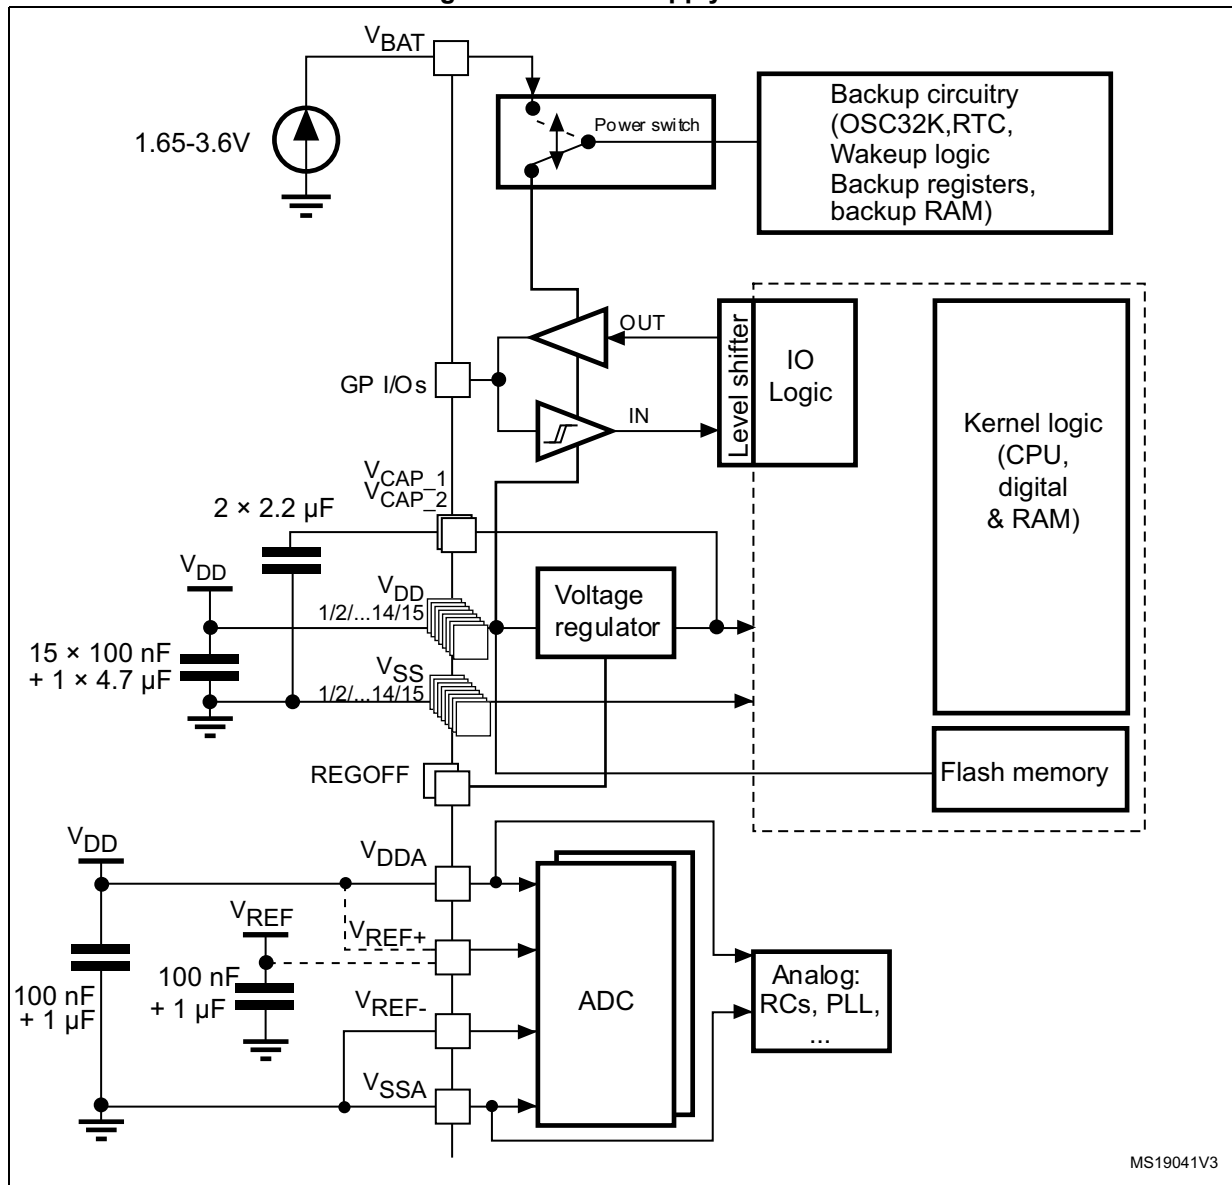 V_BAT
1.65-3.6V
Power switch
Backup circuitry
(OSC32K,RTC,
Wakeup logic
Backup registers,
backup RAM)
OUT
GP I/Os
IN
Level shifter
IO
Logic
Kernel logic
(CPU,
digital
& RAM)
V_CAP_1
V_CAP_2
2 × 2.2 μF
V_DD
V_DD
1/2/...14/15
Voltage
regulator
15 × 100 nF
+ 1 × 4.7 μF
V_SS
1/2/...14/15
REGOFF
Flash memory
V_DD
V_DDA
V_REF
V_REF+
100 nF
+ 1 μF
100 nF
+ 1 μF
V_REF-
ADC
Analog:
RCs, PLL,
...
V_SSA
MS19041V3